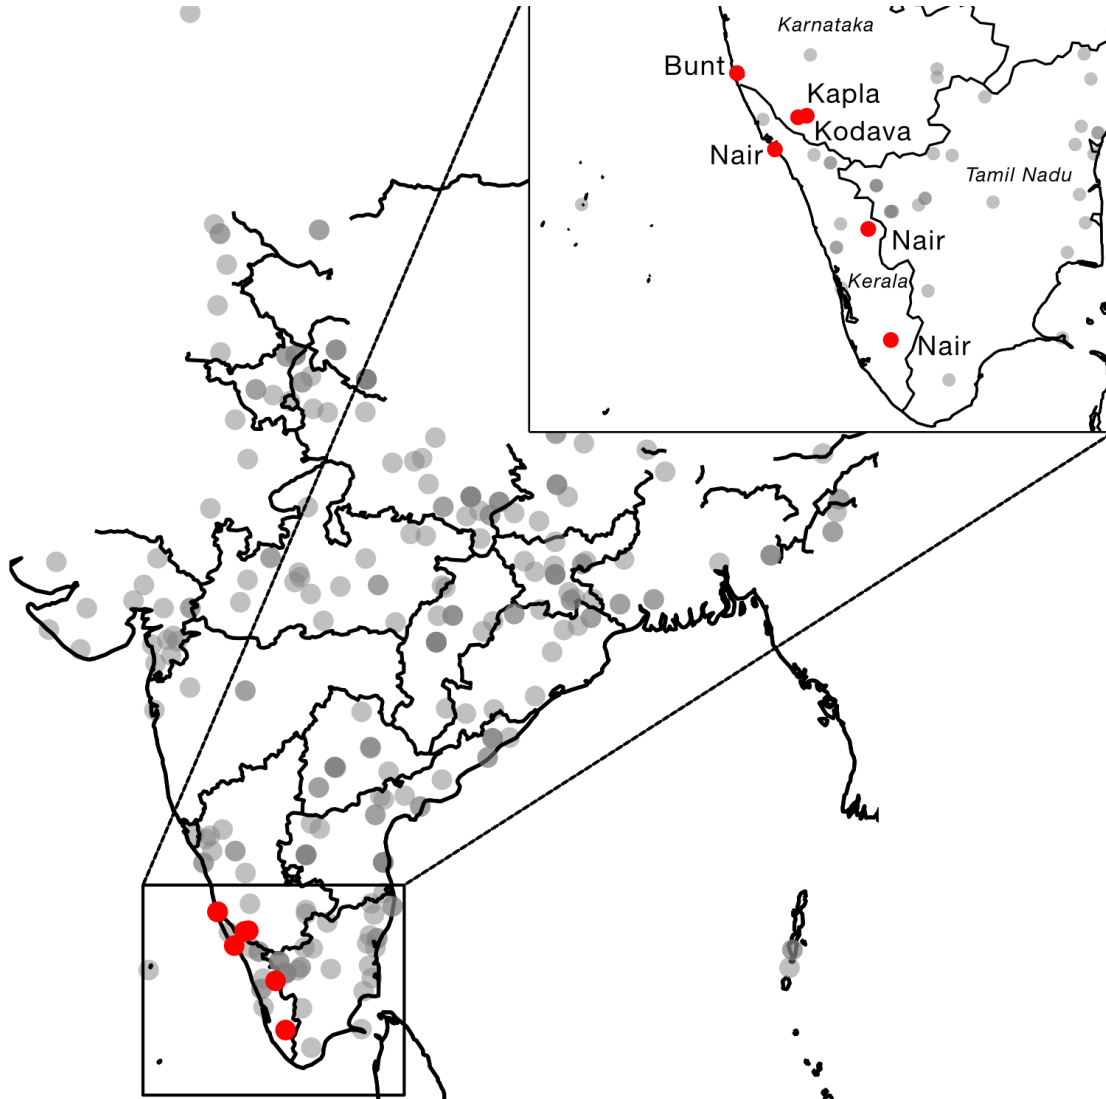 Karnataka
Bunt
Kapla
Kodava
Nair
Tamil Nadu
Nair
Kerala
Nair